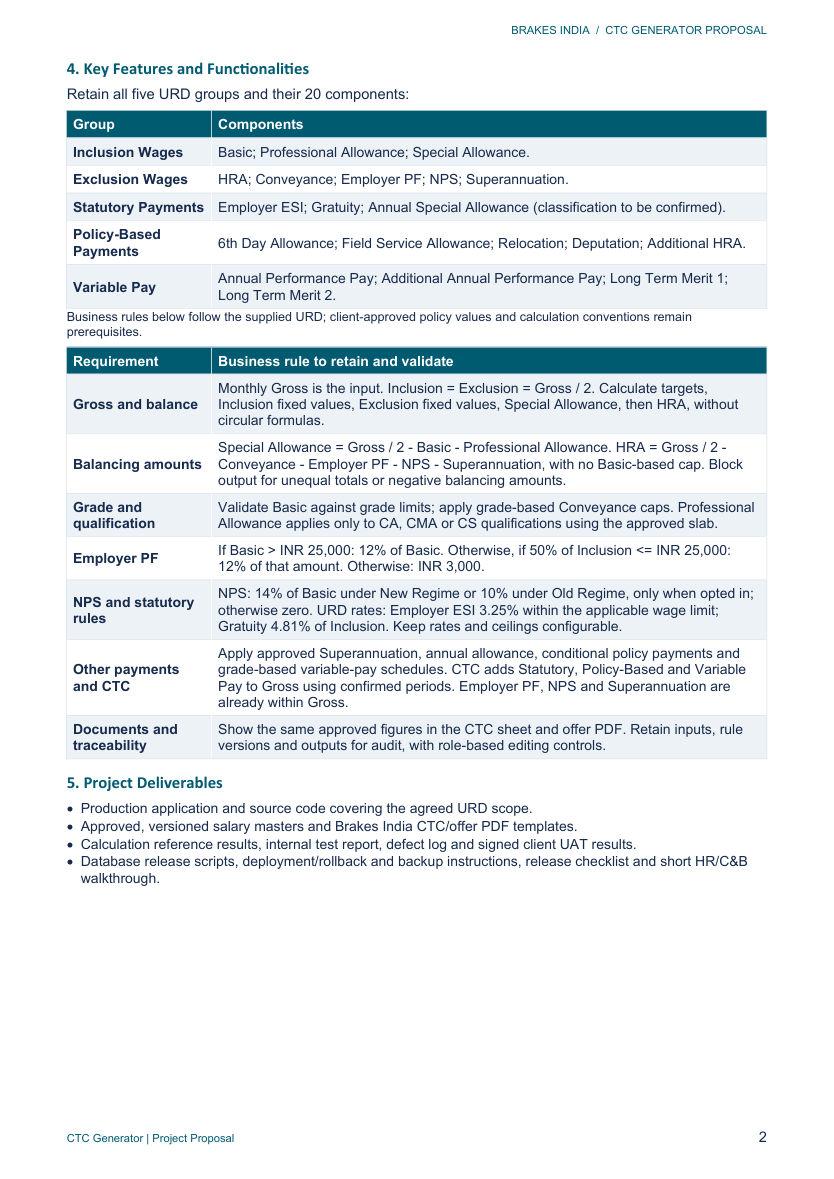 BRAKES INDIA / CTC GENERATOR PROPOSAL
4. Key Features and Functionalities
Retain all five URD groups and their 20 components:
Group Components
Inclusion Wages Basic; Professional Allowance; Special Allowance.
Exclusion Wages HRA; Conveyance; Employer PF; NPS; Superannuation.
Statutory Payments Employer ESI; Gratuity; Annual Special Allowance (classification to be confirmed).
Policy-Based
Payments
6th Day Allowance; Field Service Allowance; Relocation; Deputation; Additional HRA.
Variable Pay
Annual Performance Pay; Additional Annual Performance Pay; Long Term Merit 1;
Long Term Merit 2.
Business rules below follow the supplied URD; client-approved policy values and calculation conventions remain
prerequisites.
Requirement Business rule to retain and validate
Gross and balance
Monthly Gross is the input. Inclusion = Exclusion = Gross / 2. Calculate targets,
Inclusion fixed values, Exclusion fixed values, Special Allowance, then HRA, without
circular formulas.
Balancing amounts
Special Allowance = Gross / 2 - Basic - Professional Allowance. HRA = Gross / 2 -
Conveyance - Employer PF - NPS - Superannuation, with no Basic-based cap. Block
output for unequal totals or negative balancing amounts.
Grade and
qualification
Validate Basic against grade limits; apply grade-based Conveyance caps. Professional
Allowance applies only to CA, CMA or CS qualifications using the approved slab.
Employer PF
If Basic > INR 25,000: 12% of Basic. Otherwise, if 50% of Inclusion <= INR 25,000:
12% of that amount. Otherwise: INR 3,000.
NPS and statutory
rules
NPS: 14% of Basic under New Regime or 10% under Old Regime, only when opted in;
otherwise zero. URD rates: Employer ESI 3.25% within the applicable wage limit;
Gratuity 4.81% of Inclusion. Keep rates and ceilings configurable.
Other payments
and CTC
Apply approved Superannuation, annual allowance, conditional policy payments and
grade-based variable-pay schedules. CTC adds Statutory, Policy-Based and Variable
Pay to Gross using confirmed periods. Employer PF, NPS and Superannuation are
already within Gross.
Documents and
traceability
Show the same approved figures in the CTC sheet and offer PDF. Retain inputs, rule
versions and outputs for audit, with role-based editing controls.
5. Project Deliverables
• Production application and source code covering the agreed URD scope.
• Approved, versioned salary masters and Brakes India CTC/offer PDF templates.
• Calculation reference results, internal test report, defect log and signed client UAT results.
• Database release scripts, deployment/rollback and backup instructions, release checklist and short HR/C&B
walkthrough.
CTC Generator | Project Proposal 2